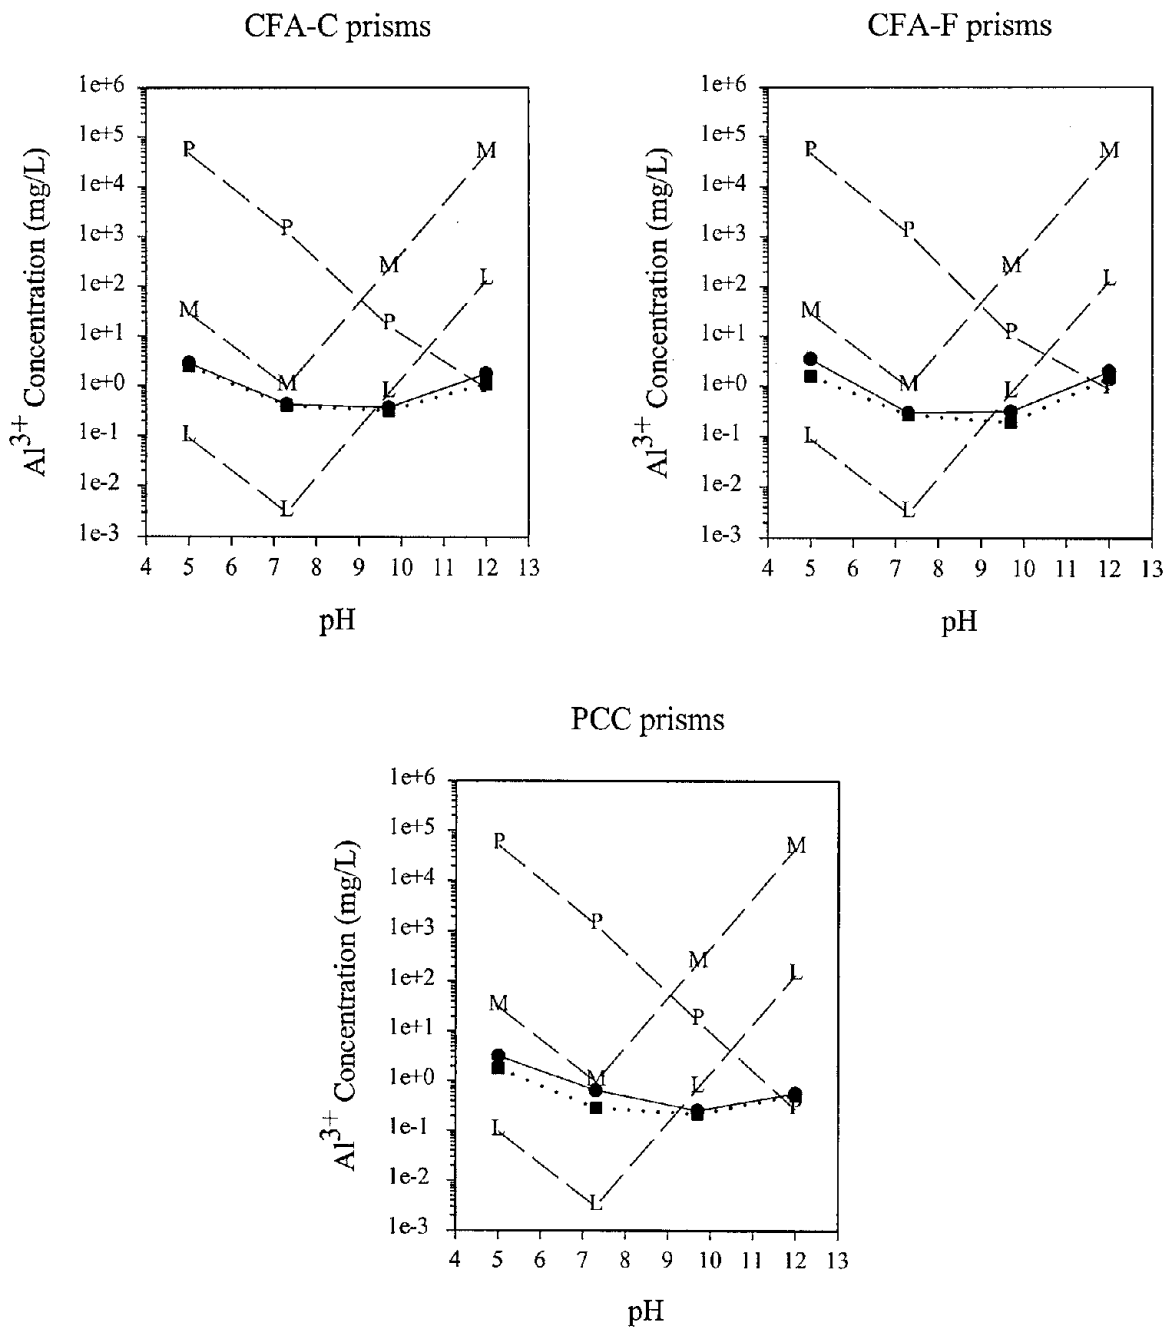 CFA-C prisms
Al3+ Concentration (mg/L)
1e+6
1e+5
1e+4
1e+3
1e+2
1e+1
1e+0
1e-1
1e-2
1e-3
P
P
P
M
M
M
M
L
L
L
L
4 5 6 7 8 9 10 11 12 13
pH
CFA-F prisms
Al3+ Concentration (mg/L)
1e+6
1e+5
1e+4
1e+3
1e+2
1e+1
1e+0
1e-1
1e-2
1e-3
P
P
P
M
M
M
M
L
L
L
L
4 5 6 7 8 9 10 11 12 13
pH
PCC prisms
Al3+ Concentration (mg/L)
1e+6
1e+5
1e+4
1e+3
1e+2
1e+1
1e+0
1e-1
1e-2
1e-3
P
P
P
P
M
M
M
M
L
L
L
L
4 5 6 7 8 9 10 11 12 13
pH